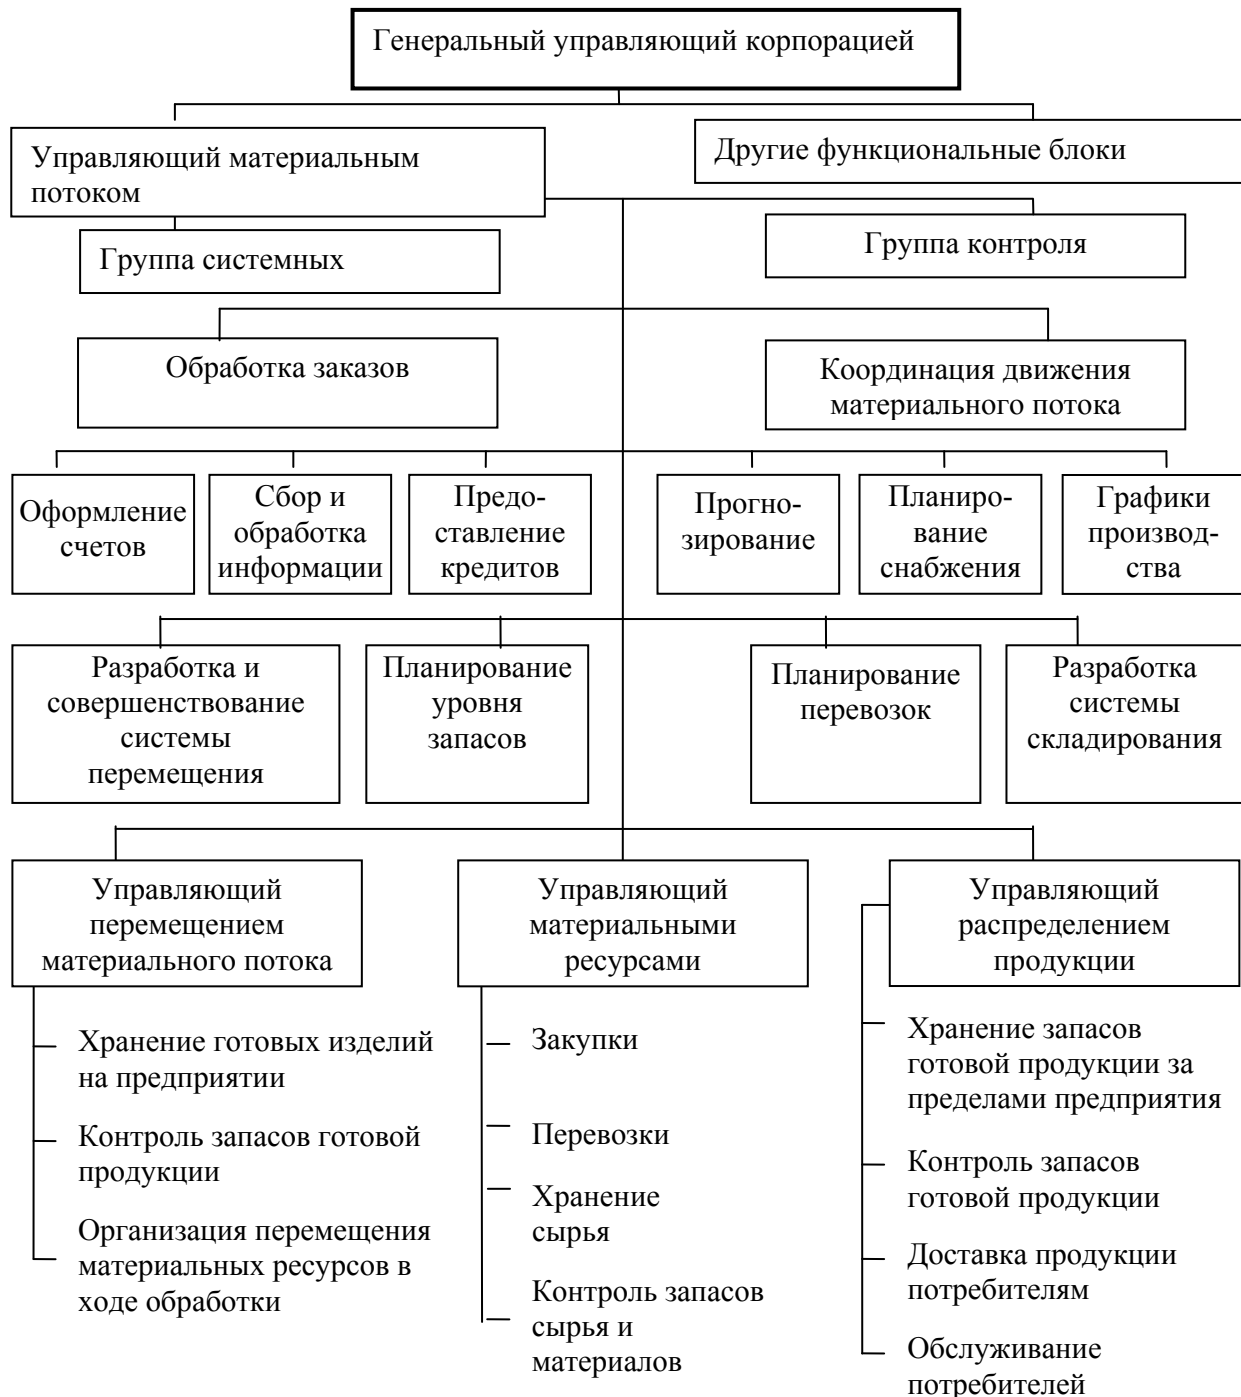 Генеральный управляющий корпорацией
Управляющий материальным
потоком
Другие функциональные блоки
Группа системных
Группа контроля
Обработка заказов
Координация движения
материального потока
Оформление
счетов
Сбор и
обработка
информации
Предо-
ставление
кредитов
Прогно-
зирование
Планиро-
вание
снабжения
Графики
производ-
ства
Разработка и
совершенствование
системы
перемещения
Планирование
уровня
запасов
Планирование
перевозок
Разработка
системы
складирования
Управляющий
перемещением
материального потока
Управляющий
материальными
ресурсами
Управляющий
распределением
продукции
Хранение готовых изделий
на предприятии
Контроль запасов готовой
продукции
Организация перемещения
материальных ресурсов в
ходе обработки
Закупки
Перевозки
Хранение
сырья
Контроль запасов
сырья и
материалов
Хранение запасов
готовой продукции за
пределами предприятия
Контроль запасов
готовой продукции
Доставка продукции
потребителям
Обслуживание
потребителей